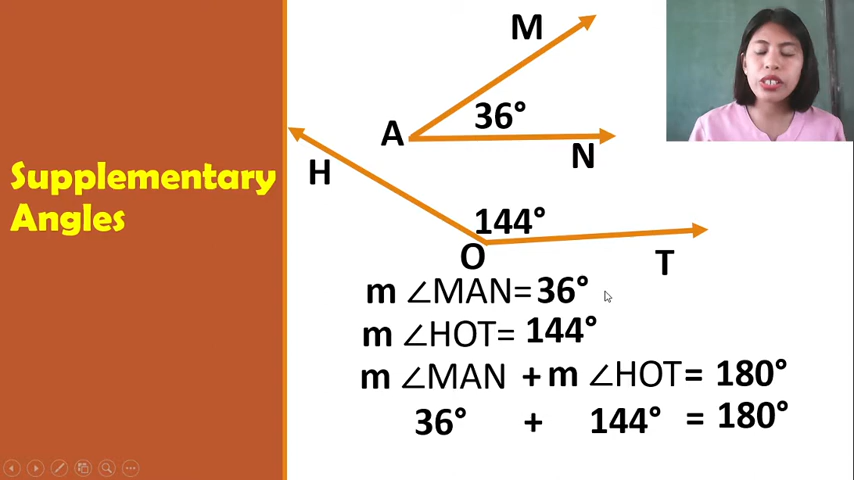 Supplementary
Angles
M
36°
A
N
H
144°
O
T
m ∠MAN= 36°
m ∠HOT= 144°
m ∠MAN + m ∠HOT = 180°
36° + 144° = 180°